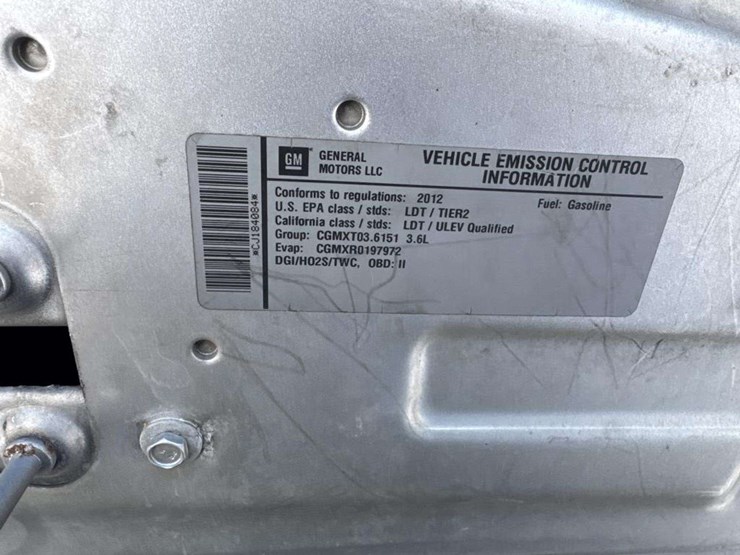 GM
GENERAL
MOTORS LLC
VEHICLE EMISSION CONTROL
INFORMATION
Conforms to regulations: 2012
Fuel: Gasoline
U.S. EPA class / stds: LDT / TIER2
California class / stds: LDT / ULEV Qualified
Group: CGMXT03.6151 3.6L
Evap: CGMXR0197972
DGI/HO2S/TWC, OBD: II
*CJ184084*